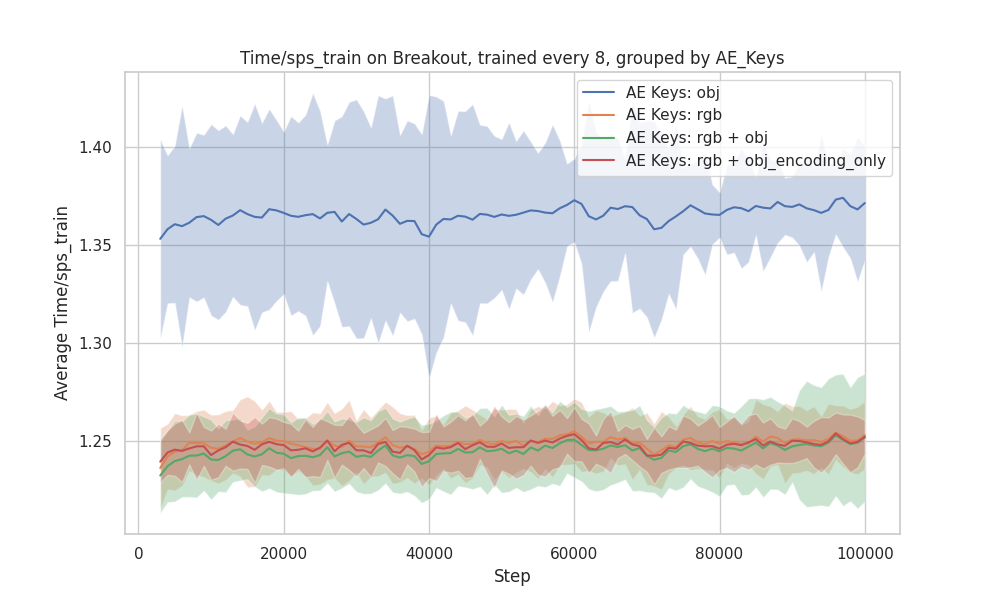 Time/sps_train on Breakout, trained every 8, grouped by AE_Keys
AE Keys: obj
AE Keys: rgb
AE Keys: rgb + obj
AE Keys: rgb + obj_encoding_only
Average Time/sps_train
1.40
1.35
1.30
1.25
0
20000
40000
60000
80000
100000
Step